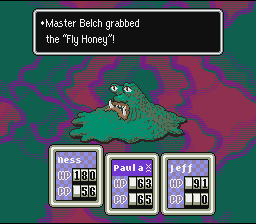 •Master Belch grabbed
the "Fly Honey"!
Ness Paula Jeff
HP 130 HP 63 HP 91
PP 56 PP 65 PP 0